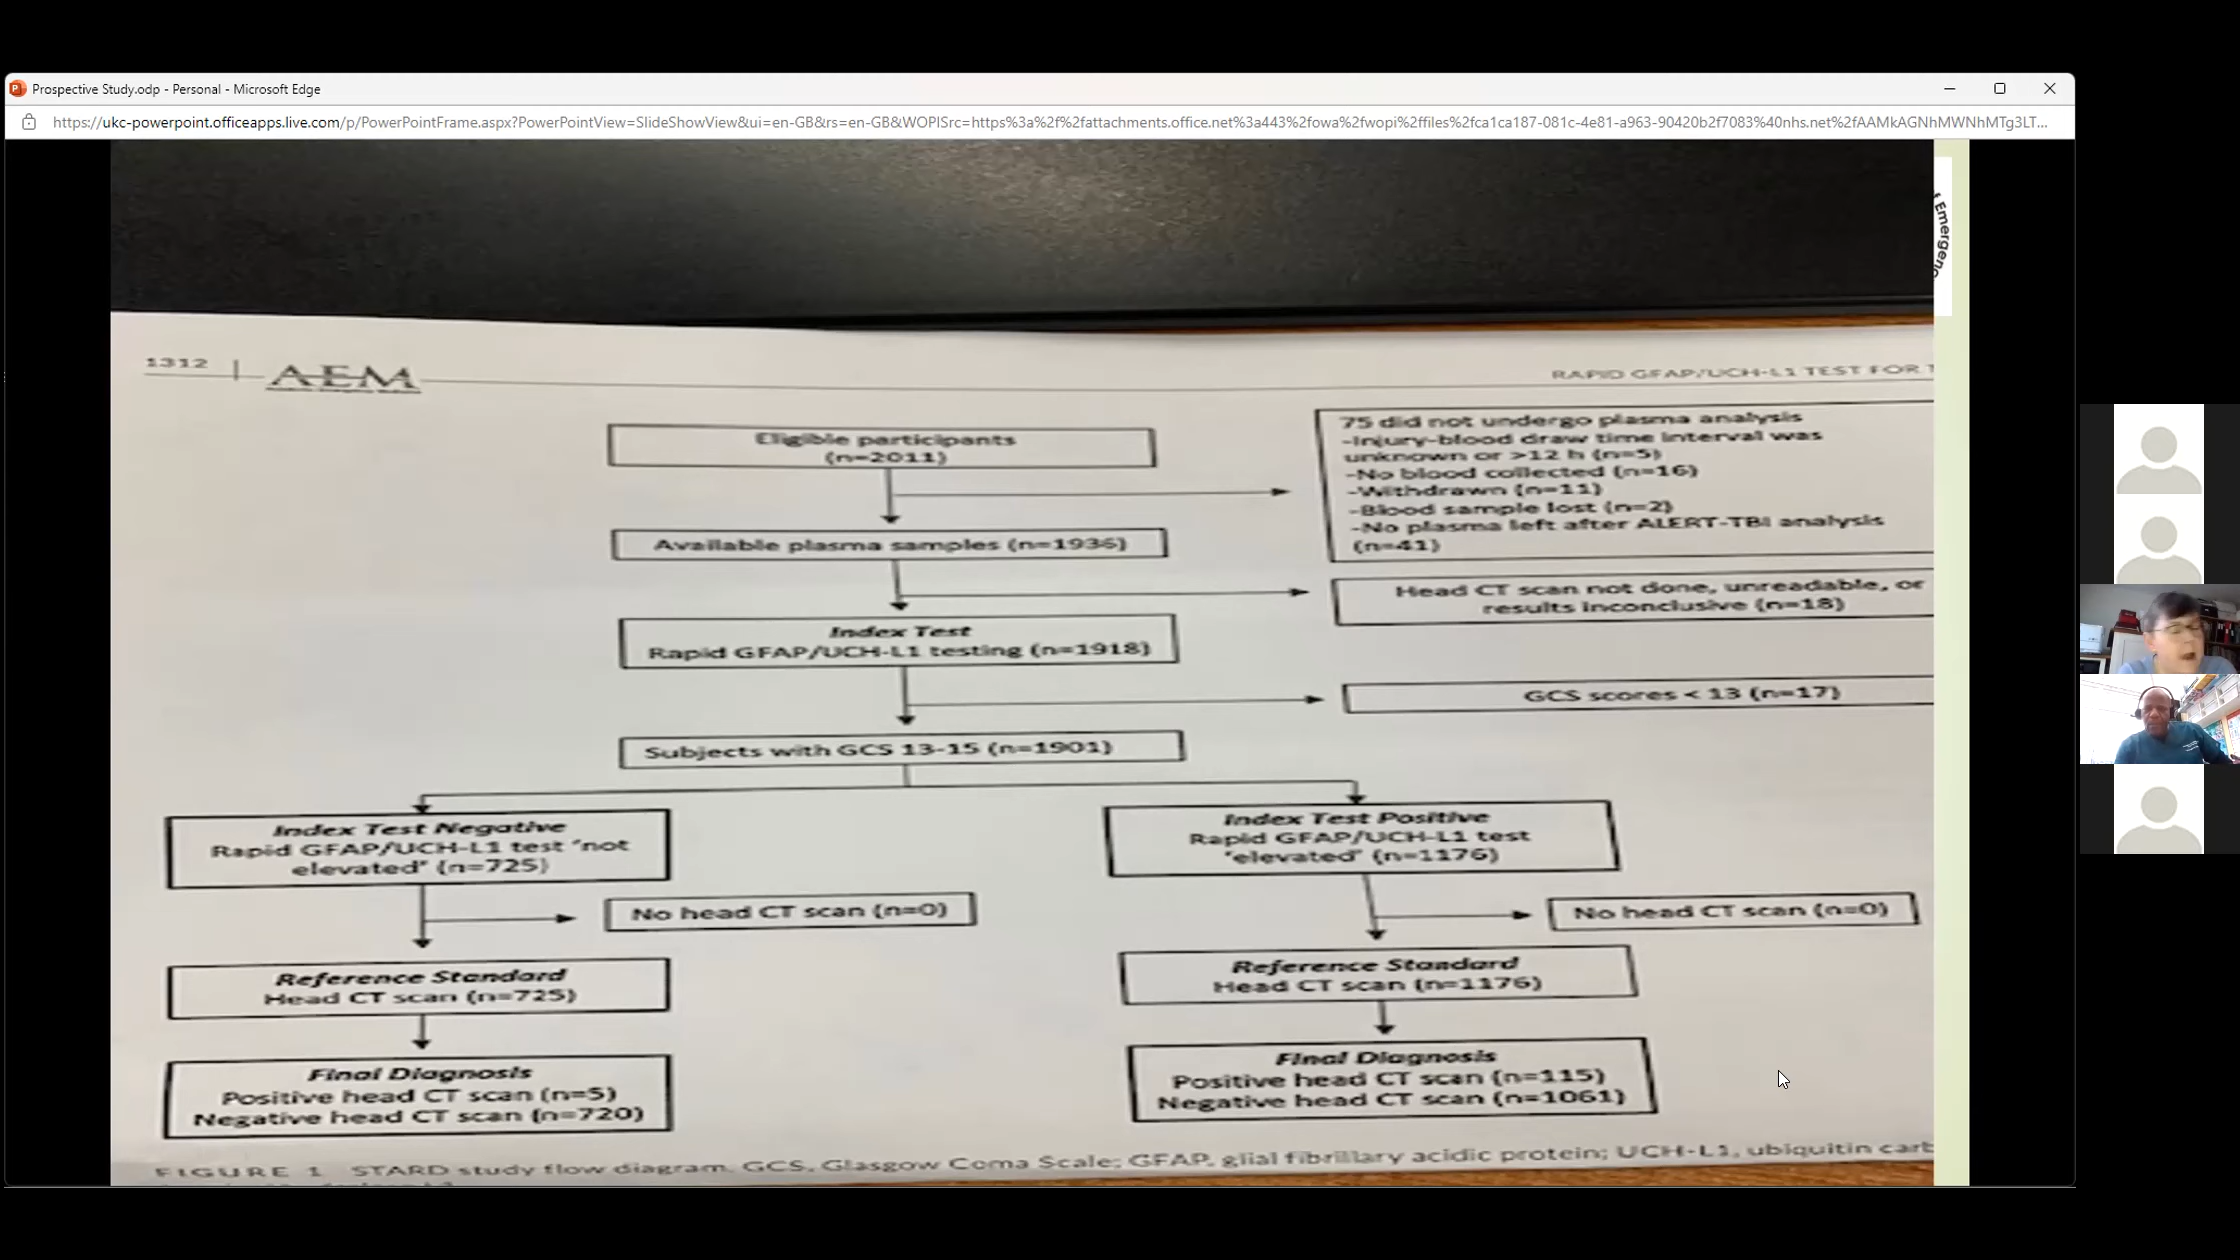 Prospective Study.odp - Personal - Microsoft Edge
https://ukc-powerpoint.officeapps.live.com/p/PowerPointFrame.aspx?PowerPointView=SlideShowView&ui=en-GB&rs=en-GB&WOPISrc=https%3a%2f%2fattachments.office.net%3a443%2fowa%2fwopi%2ffiles%2fca1ca187-081c-4e81-a963-90420b2f7083%40nhs.net%2fAAMkAGNhMWNhMTg3LT...
l Emergenc
1312 | AEM
RAPID GFAP/UCH-L1 TEST FOR T
Eligible participants
(n=2011)
75 did not undergo plasma analysis
-Injury-blood draw time interval was
unknown or >12 h (n=5)
-No blood collected (n=16)
-Withdrawn (n=11)
-Blood sample lost (n=2)
-No plasma left after ALERT-TBI analysis
(n=41)
Available plasma samples (n=1936)
Head CT scan not done, unreadable, or
results inconclusive (n=18)
Index Test
Rapid GFAP/UCH-L1 testing (n=1918)
GCS scores < 13 (n=17)
Subjects with GCS 13-15 (n=1901)
Index Test Negative
Rapid GFAP/UCH-L1 test 'not
elevated' (n=725)
Index Test Positive
Rapid GFAP/UCH-L1 test
'elevated' (n=1176)
No head CT scan (n=0)
No head CT scan (n=0)
Reference Standard
Head CT scan (n=725)
Reference Standard
Head CT scan (n=1176)
Final Diagnosis
Positive head CT scan (n=5)
Negative head CT scan (n=720)
Final Diagnosis
Positive head CT scan (n=115)
Negative head CT scan (n=1061)
FIGURE 1 STARD study flow diagram. GCS, Glasgow Coma Scale; GFAP, glial fibrillary acidic protein; UCH-L1, ubiquitin carb